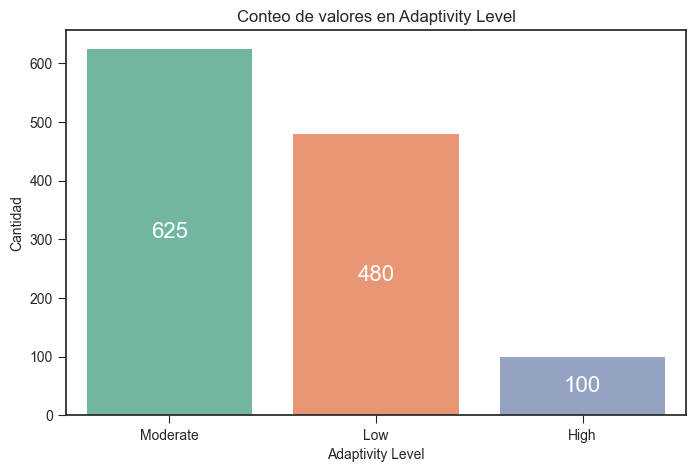 Conteo de valores en Adaptivity Level
Cantidad
600
500
400
300
200
100
0
625
480
100
Moderate
Low
High
Adaptivity Level